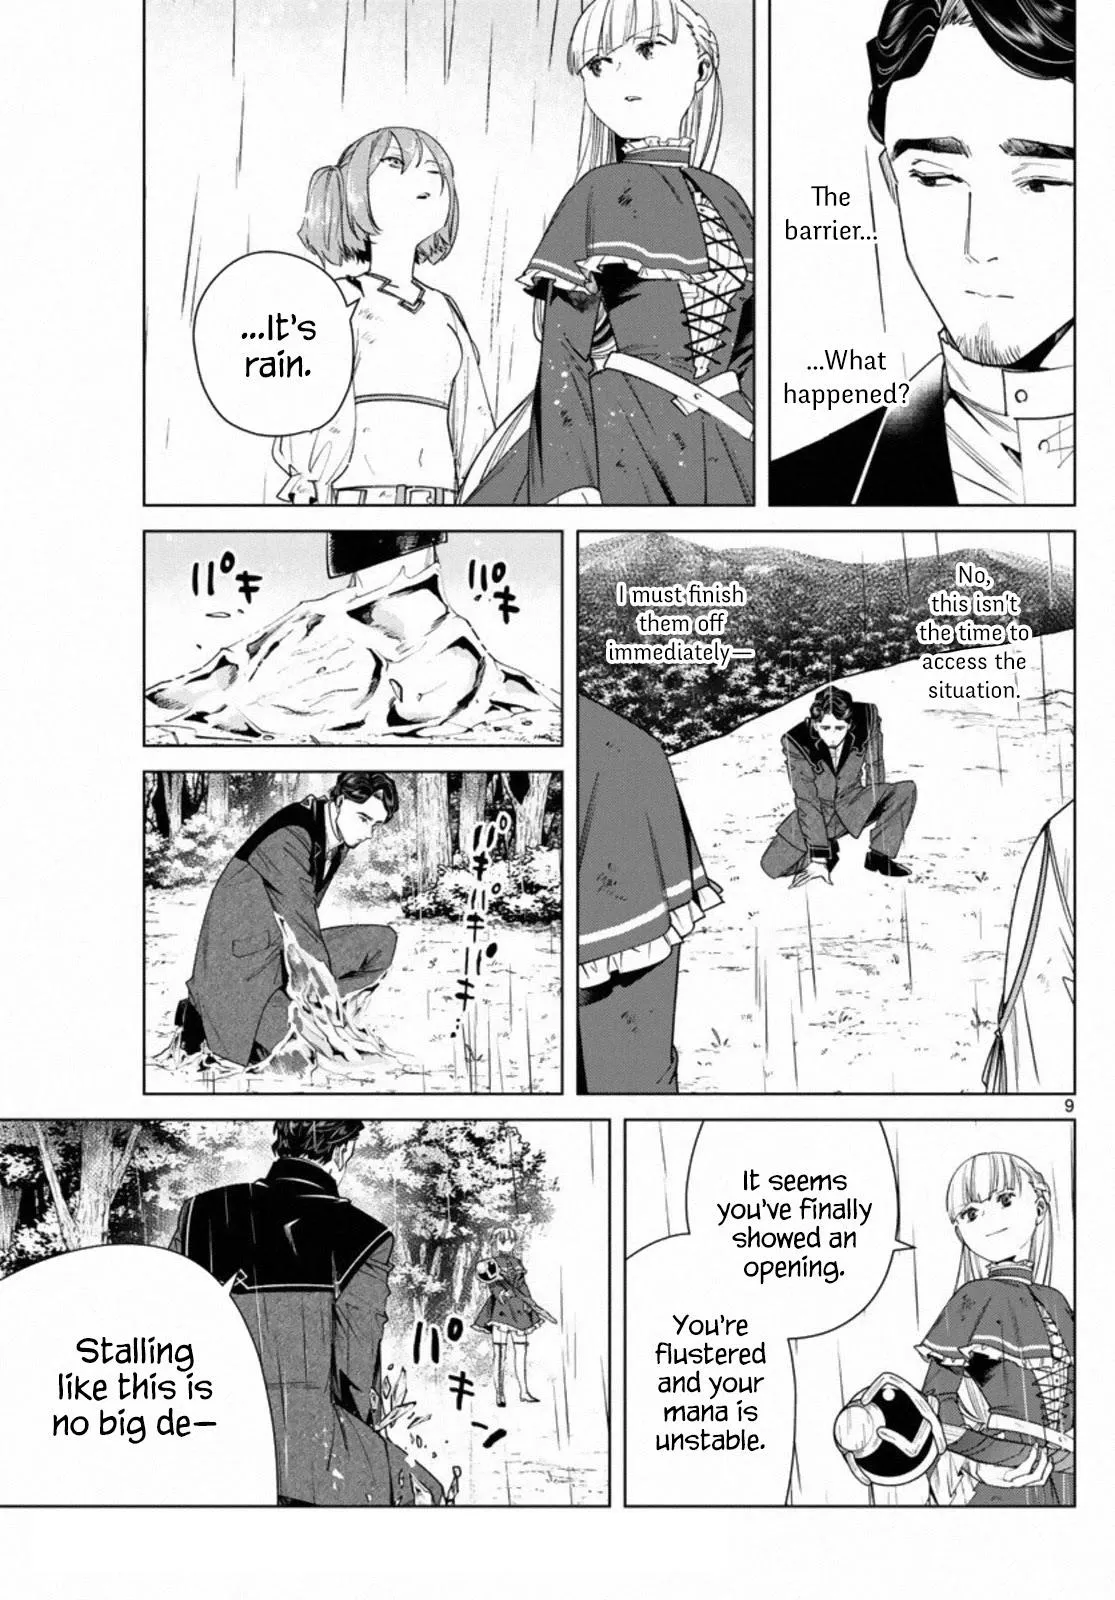 The
barrier...
...What
happened?
...It's
rain.
No,
this isn't
the time to
access the
situation.
I must finish
them off
immediately—
パキ
パキ
パキパキパキ...
9
It seems
you've finally
showed an
opening.
You're
flustered
and your
mana is
unstable.
パキーン
Stalling
like this is
no big de—